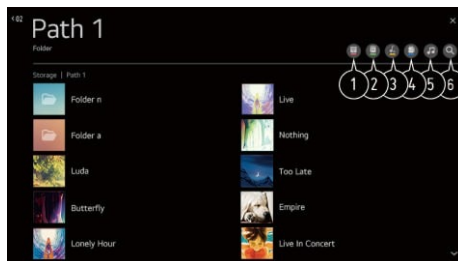 02
Path 1
Folder
1 2 3 4 5 6
Storage | Path 1
Folder n
Live
Folder a
Nothing
Luda
Too Late
Butterfly
Empire
Lonely Hour
Live In Concert